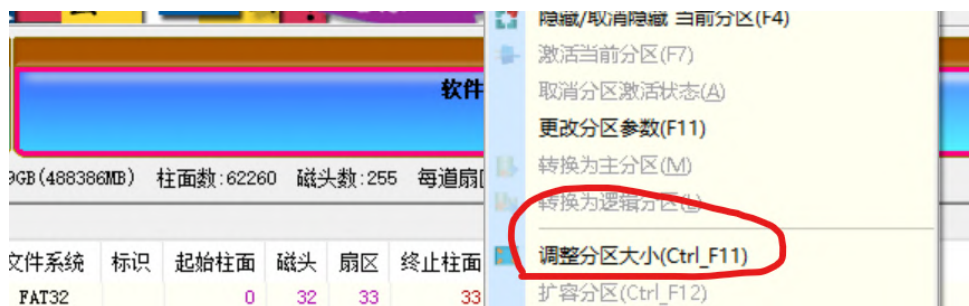 隐藏/取消隐藏 当前分区(F4)
激活当前分区(F7)
软件
取消分区激活状态(A)
更改分区参数(F11)
9GB(488386MB) 柱面数:62260 磁头数:255 每道扇区
转换为主分区(M)
转换为逻辑分区(L)
调整分区大小(Ctrl_F11)
文件系统 标识 起始柱面 磁头 扇区 终止柱面
扩容分区(Ctrl_F12)
FAT32 0 32 33 33